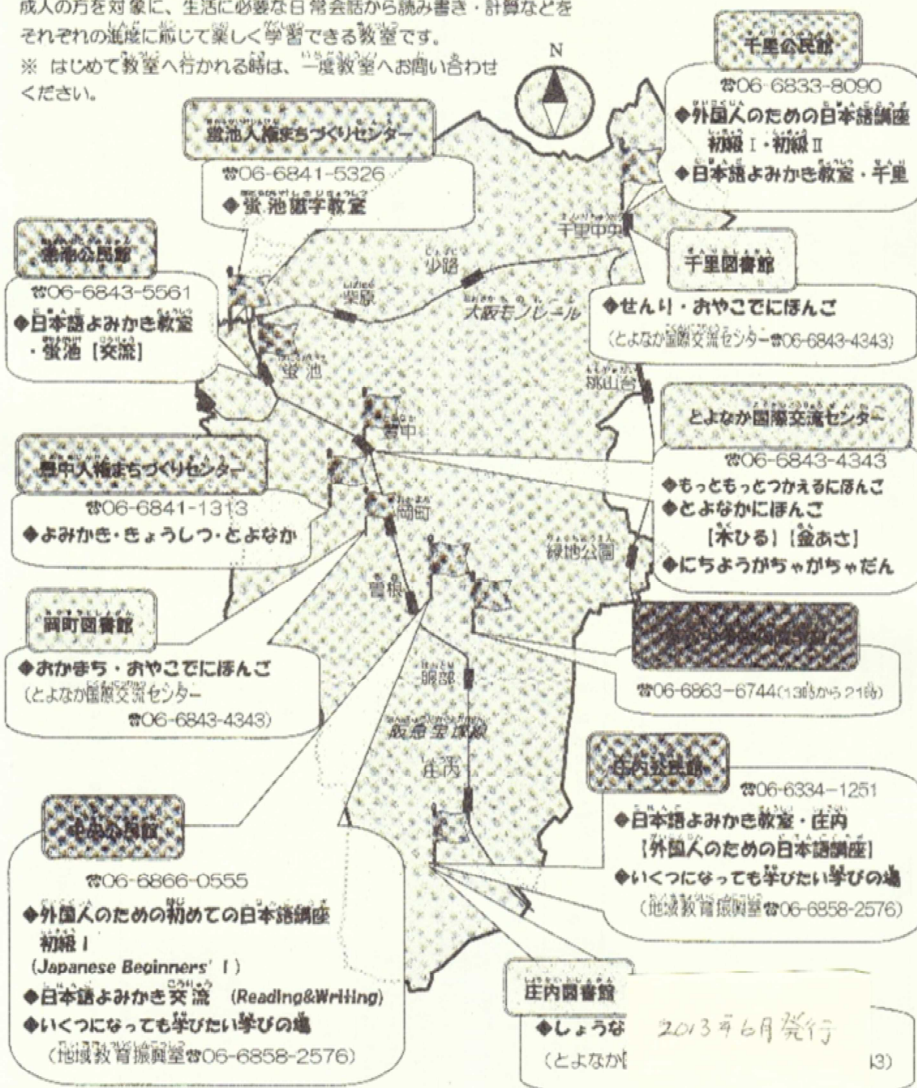 成人の方を対象に、生活に必要な日常会話から読み書き・計算などを
それぞれの進度に応じて楽しく学習できる教室です。
※ はじめて教室へ行かれる時は、一度教室へお問い合わせ
ください。
N
千里公民館
☎06-6833-8090
◆外国人のための日本語講座
初級Ⅰ・初級Ⅱ
◆日本語よみかき教室・千里
蛍池人権まちづくりセンター
☎06-6841-5326
◆蛍池識字教室
千里中央
千里図書館
◆せんり・おやこでにほんご
(とよなか国際交流センター☎06-6843-4343)
蛍池公民館
☎06-6843-5561
◆日本語よみかき教室
・蛍池【交流】
少路
柴原
大阪モンレール
蛍池
桃山台
豊中
とよなか国際交流センター
☎06-6843-4343
◆もっともっとつかえるにほんご
◆とよなかにほんご
【木ひる】【金あさ】
◆にちようがちゃがちゃだん
豊中人権まちづくりセンター
☎06-6841-1313
◆よみかき・きょうしつ・とよなか
岡町
緑地公園
曽根
岡町図書館
◆おかまち・おやこでにほんご
(とよなか国際交流センター
☎06-6843-4343)
☎06-6863-6744(13時から21時)
服部
阪急宝塚線
庄内
庄内公民館
☎06-6334-1251
◆日本語よみかき教室・庄内
【外国人のための日本語講座】
◆いくつになっても学びたい学びの場
(地域教育振興室☎06-6858-2576)
中央公民館
☎06-6866-0555
◆外国人のための初めての日本語講座
初級Ⅰ
(Japanese Beginners' Ⅰ)
◆日本語よみかき交流 (Reading&Writing)
◆いくつになっても学びたい学びの場
(地域教育振興室☎06-6858-2576)
庄内図書館
◆しょうな
(とよなか
2013年6月発行
43)